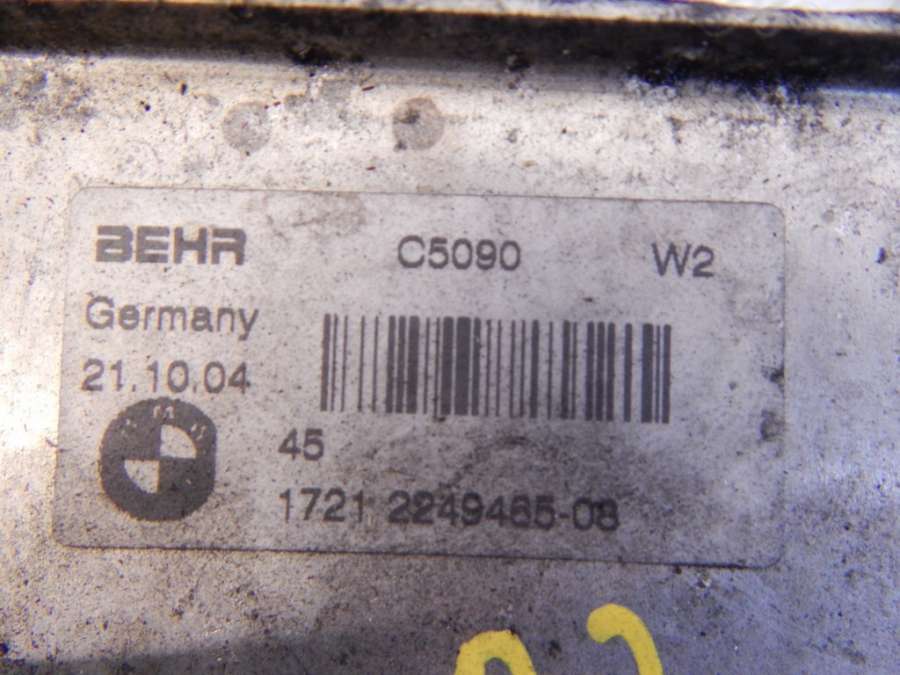 BEHR C5090 W2
Germany
21.10.04
45
1721 2249465-08